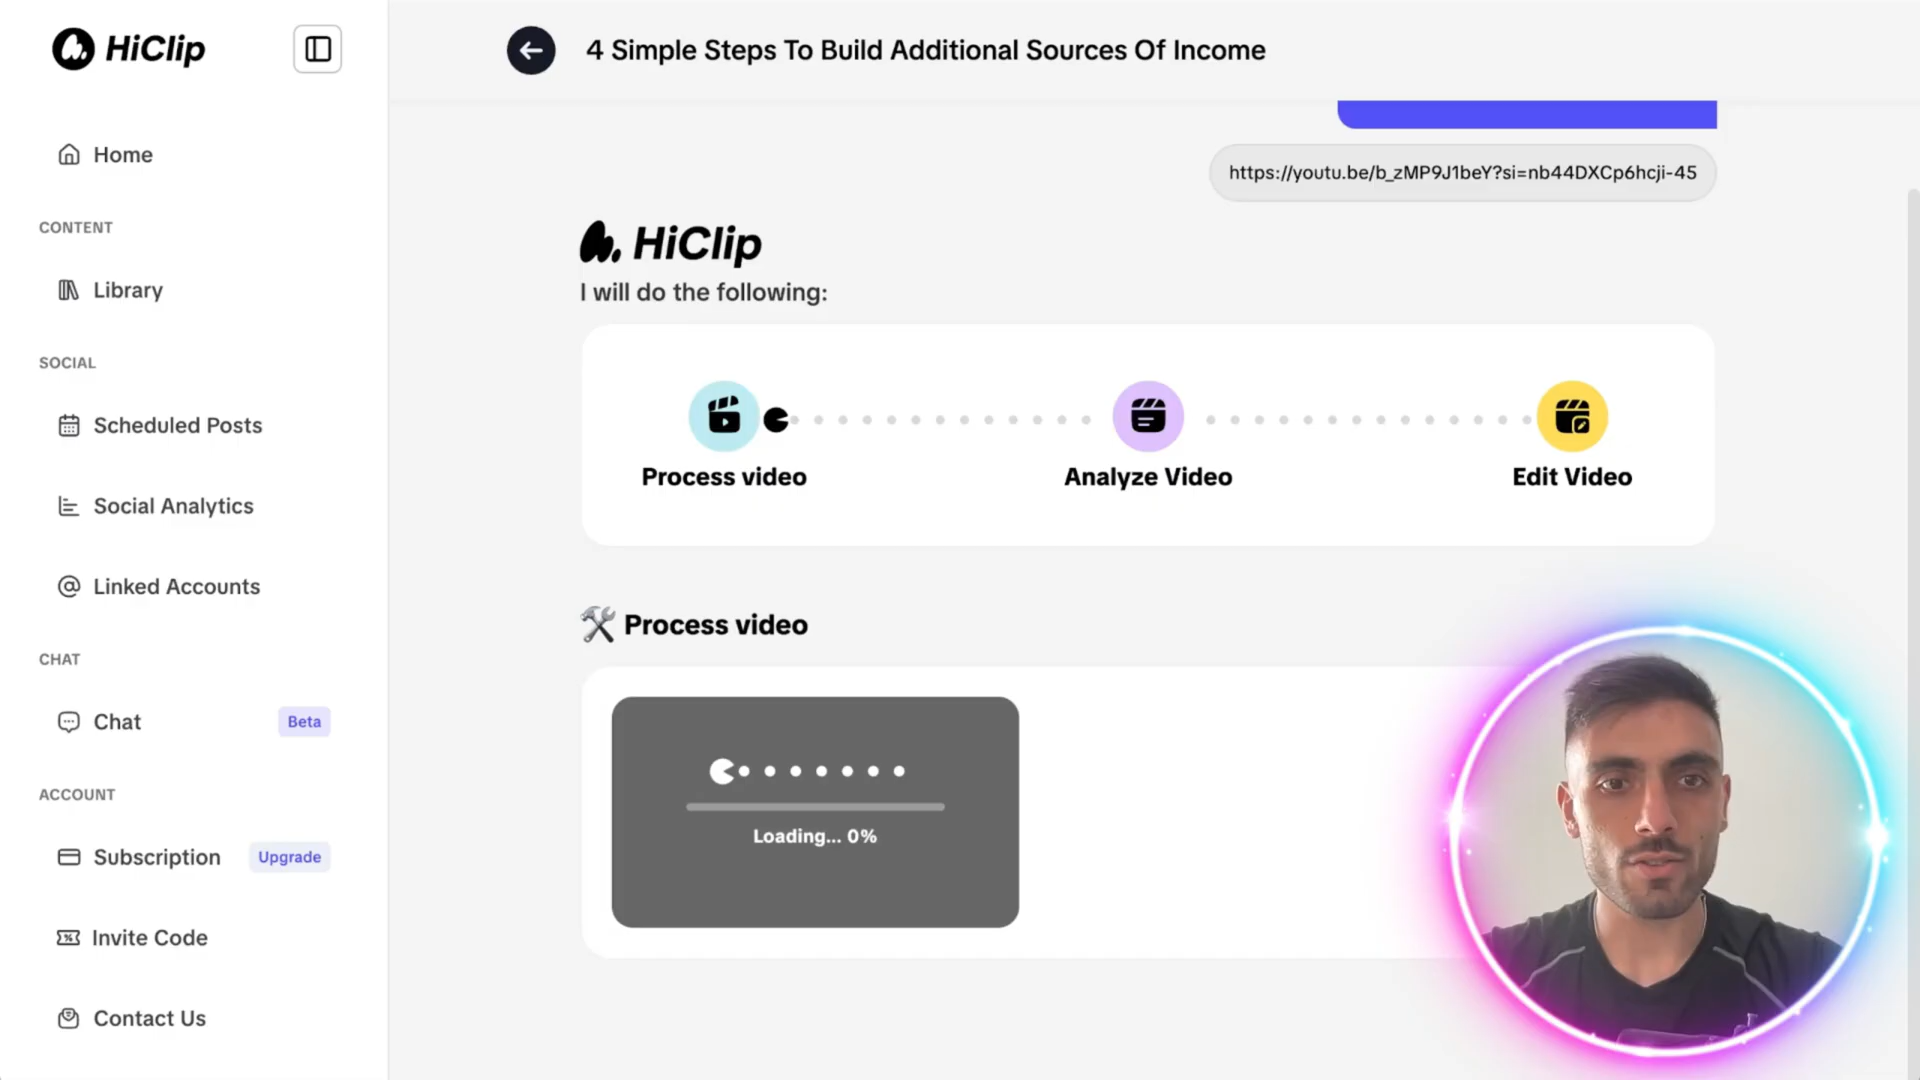 HiClip
4 Simple Steps To Build Additional Sources Of Income
Home
CONTENT
Library
SOCIAL
Scheduled Posts
Social Analytics
Linked Accounts
CHAT
Chat
Beta
ACCOUNT
Subscription
Upgrade
Invite Code
Contact Us
https://youtu.be/b_zMP9J1beY?si=nb44DXCp6hcji-45
HiClip
I will do the following:
Process video
Analyze Video
Edit Video
Process video
Loading... 0%